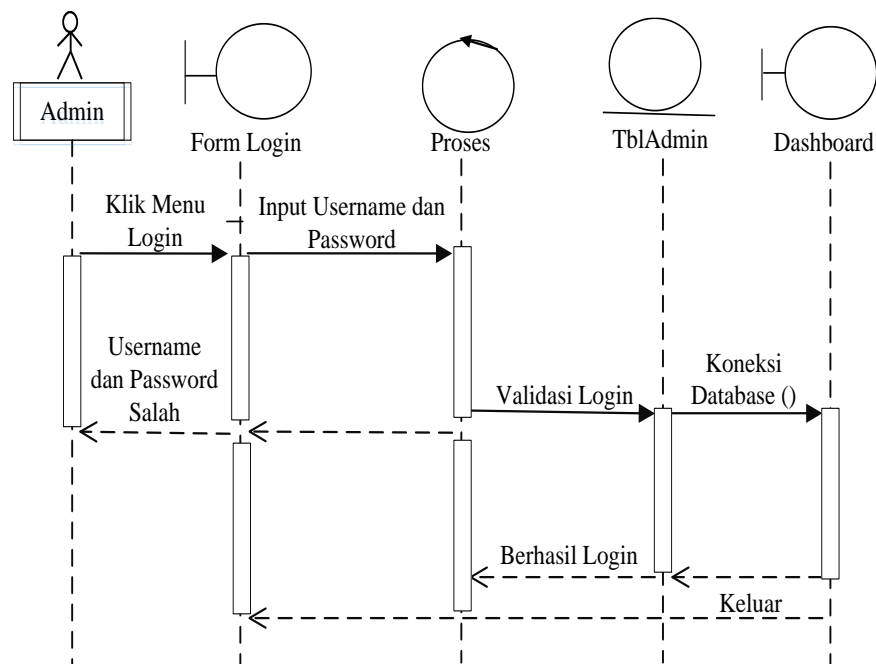 Admin
Form Login
Proses
TblAdmin
Dashboard
Klik Menu
Login
Input Username dan
Password
Username
dan Password
Salah
Validasi Login
Koneksi
Database ()
Berhasil Login
Keluar